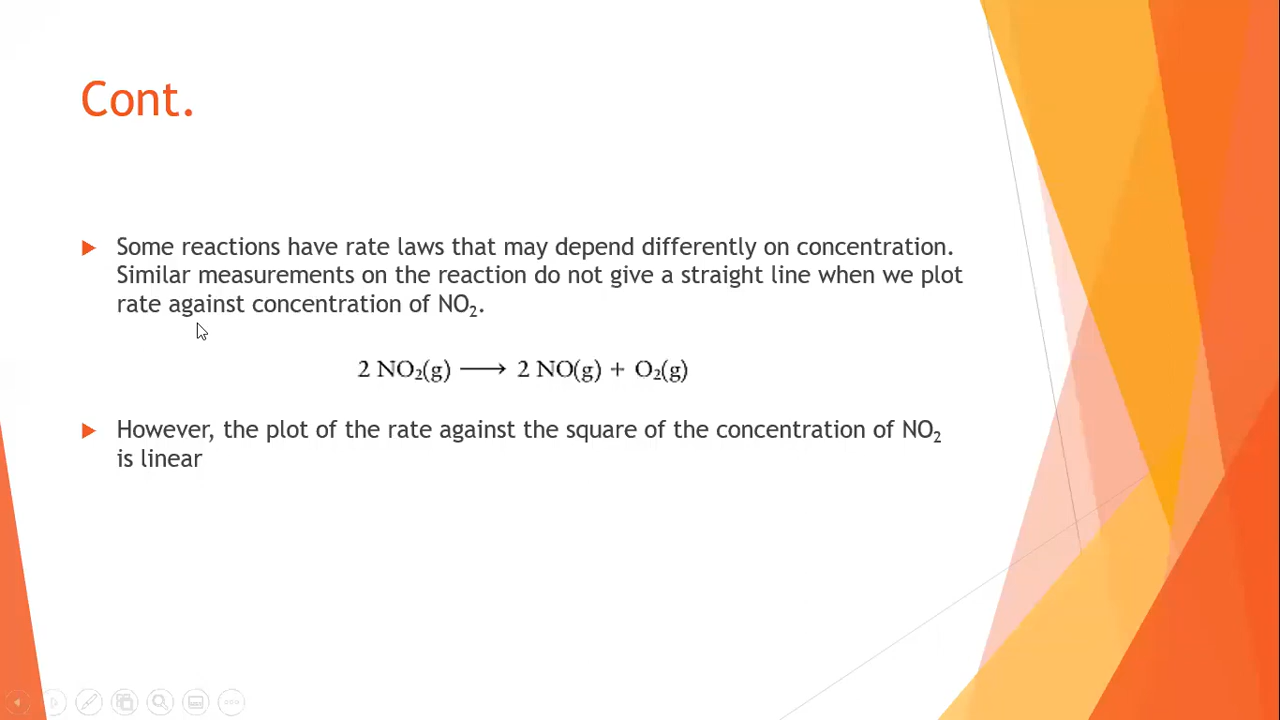 Cont.
Some reactions have rate laws that may depend differently on concentration.
Similar measurements on the reaction do not give a straight line when we plot
rate against concentration of NO₂.
2 NO₂(g) ⟶ 2 NO(g) + O₂(g)
However, the plot of the rate against the square of the concentration of NO₂
is linear